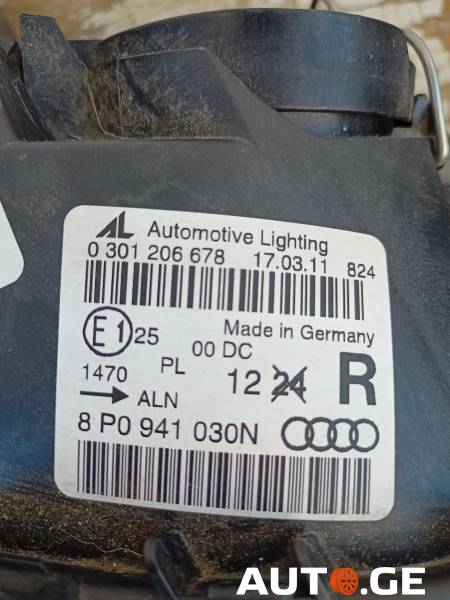 AL Automotive Lighting
0 301 206 678 17.03.11 824
E1 25 Made in Germany
PL 00 DC
1470 12 24 R
ALN
8 P0 941 030N
AUTO.GE